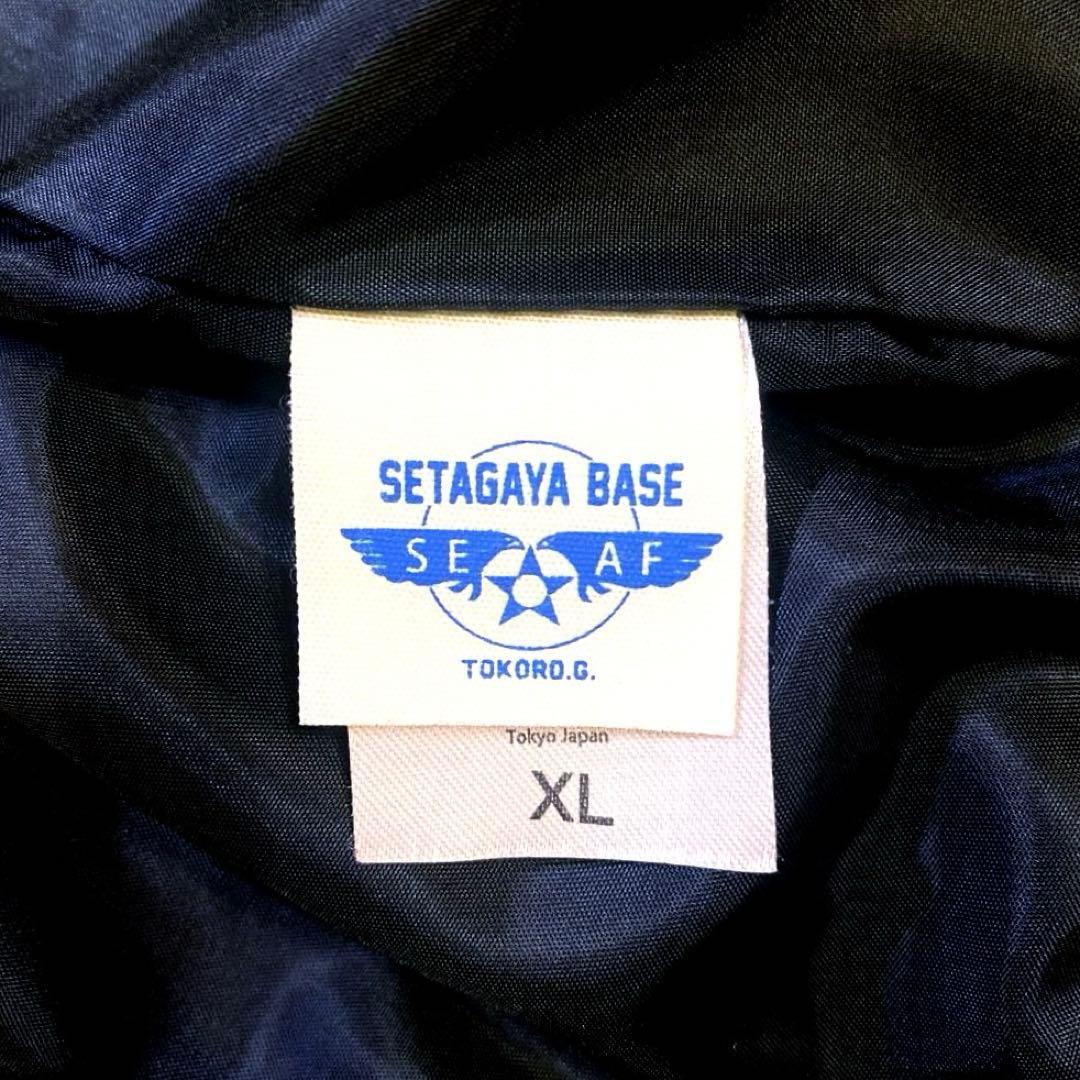 SETAGAYA BASE
SE AF
TOKORO.G.
Tokyo Japan
XL